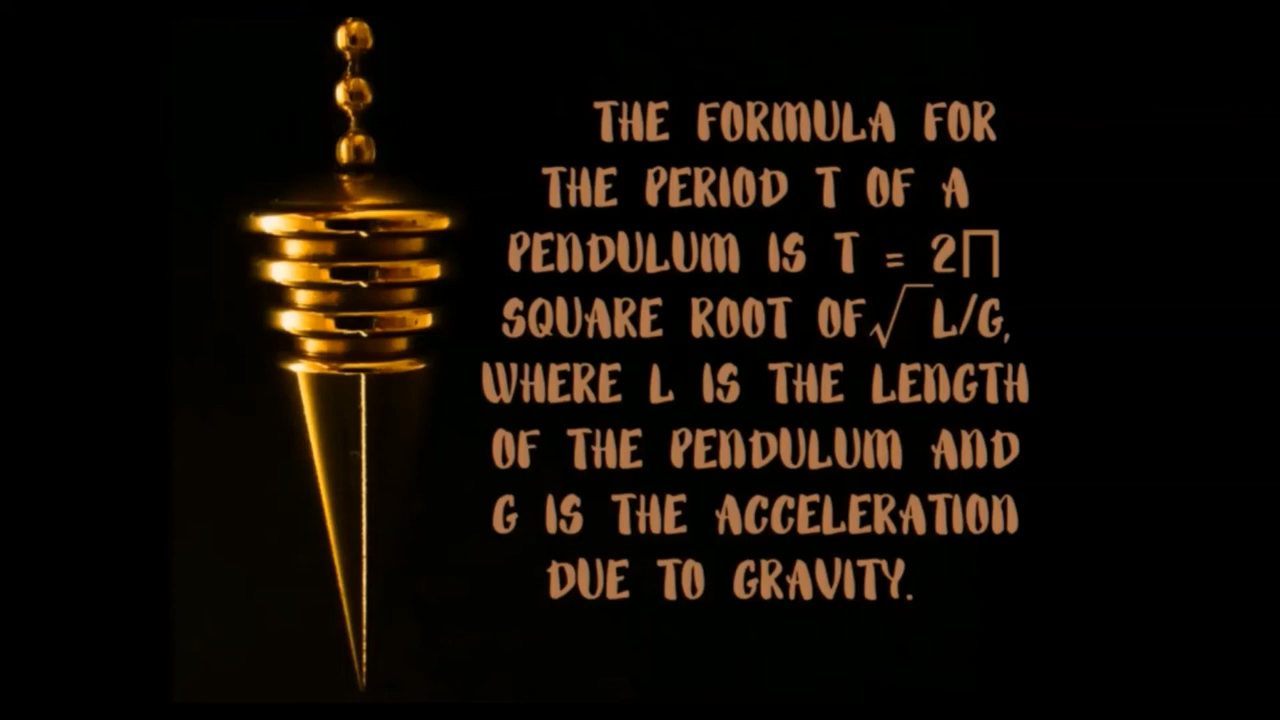 THE FORMULA FOR
THE PERIOD T OF A
PENDULUM IS T = 2∏
SQUARE ROOT OF√ L/G,
WHERE L IS THE LENGTH
OF THE PENDULUM AND
G IS THE ACCELERATION
DUE TO GRAVITY.